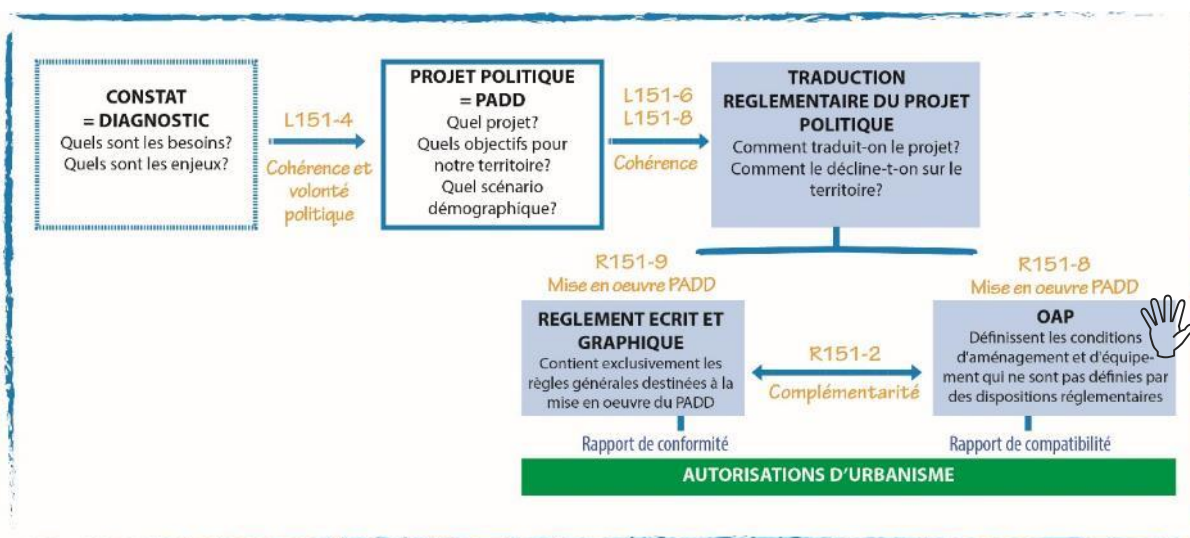 CONSTAT
= DIAGNOSTIC
Quels sont les besoins?
Quels sont les enjeux?
L151-4
Cohérence et
volonté
politique
PROJET POLITIQUE
= PADD
Quel projet?
Quels objectifs pour
notre territoire?
Quel scénario
démographique?
L151-6
L151-8
Cohérence
TRADUCTION
REGLEMENTAIRE DU PROJET
POLITIQUE
Comment traduit-on le projet?
Comment le décline-t-on sur le
territoire?
R151-9
Mise en oeuvre PADD
REGLEMENT ECRIT ET
GRAPHIQUE
Contient exclusivement les
règles générales destinées à la
mise en oeuvre du PADD
R151-2
Complémentarité
R151-8
Mise en oeuvre PADD
OAP
Définissent les conditions
d'aménagement et d'équipe-
ment qui ne sont pas définies par
des dispositions réglementaires
Rapport de conformité
Rapport de compatibilité
AUTORISATIONS D'URBANISME